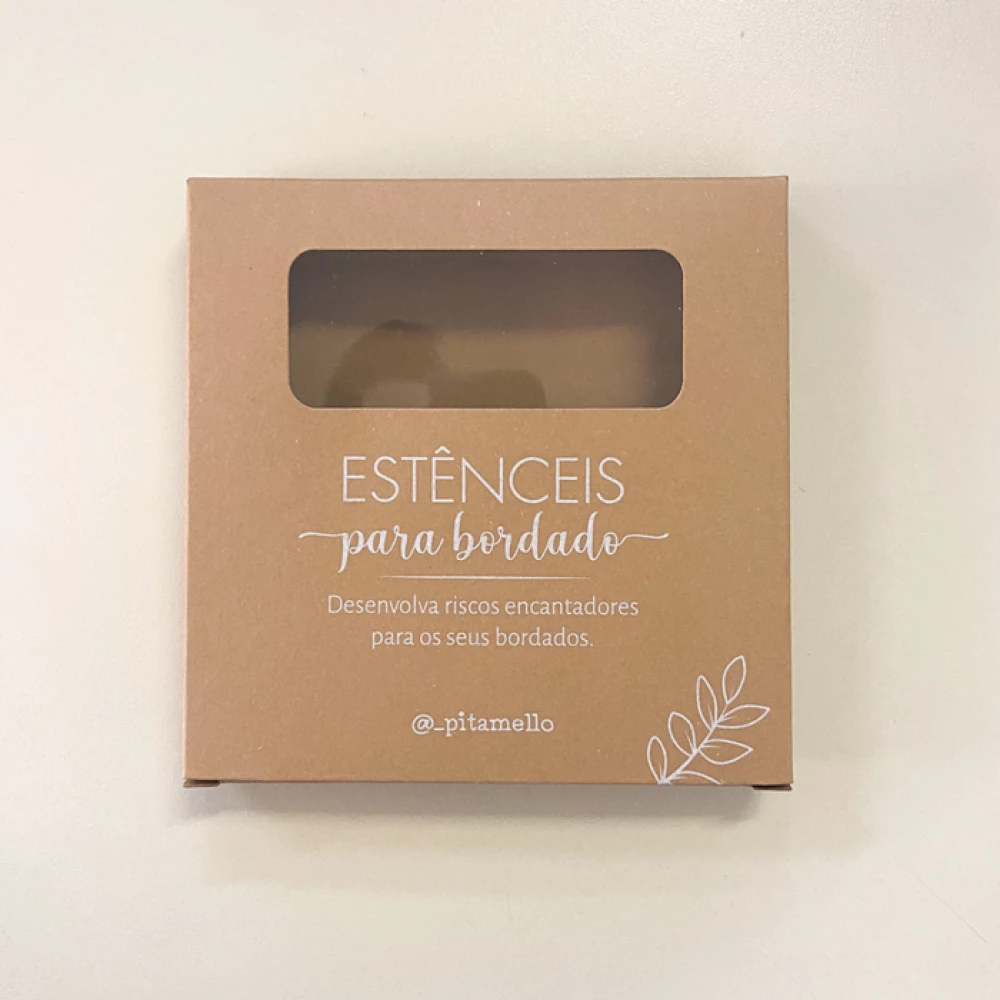 ESTÊNCEIS
para bordado
Desenvolva riscos encantadores
para os seus bordados.
@_pitamello